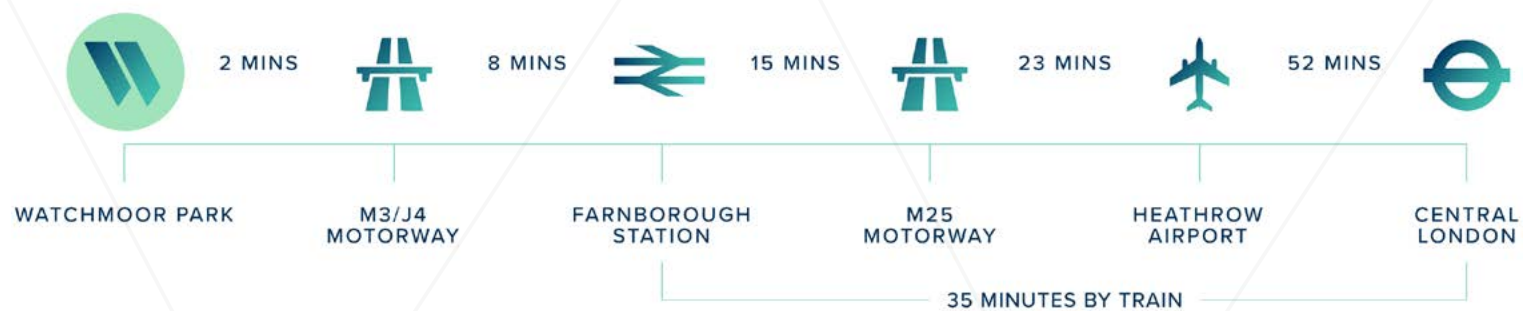 2 MINS
8 MINS
15 MINS
23 MINS
52 MINS
WATCHMOOR PARK
M3/J4
MOTORWAY
FARNBOROUGH
STATION
M25
MOTORWAY
HEATHROW
AIRPORT
CENTRAL
LONDON
35 MINUTES BY TRAIN